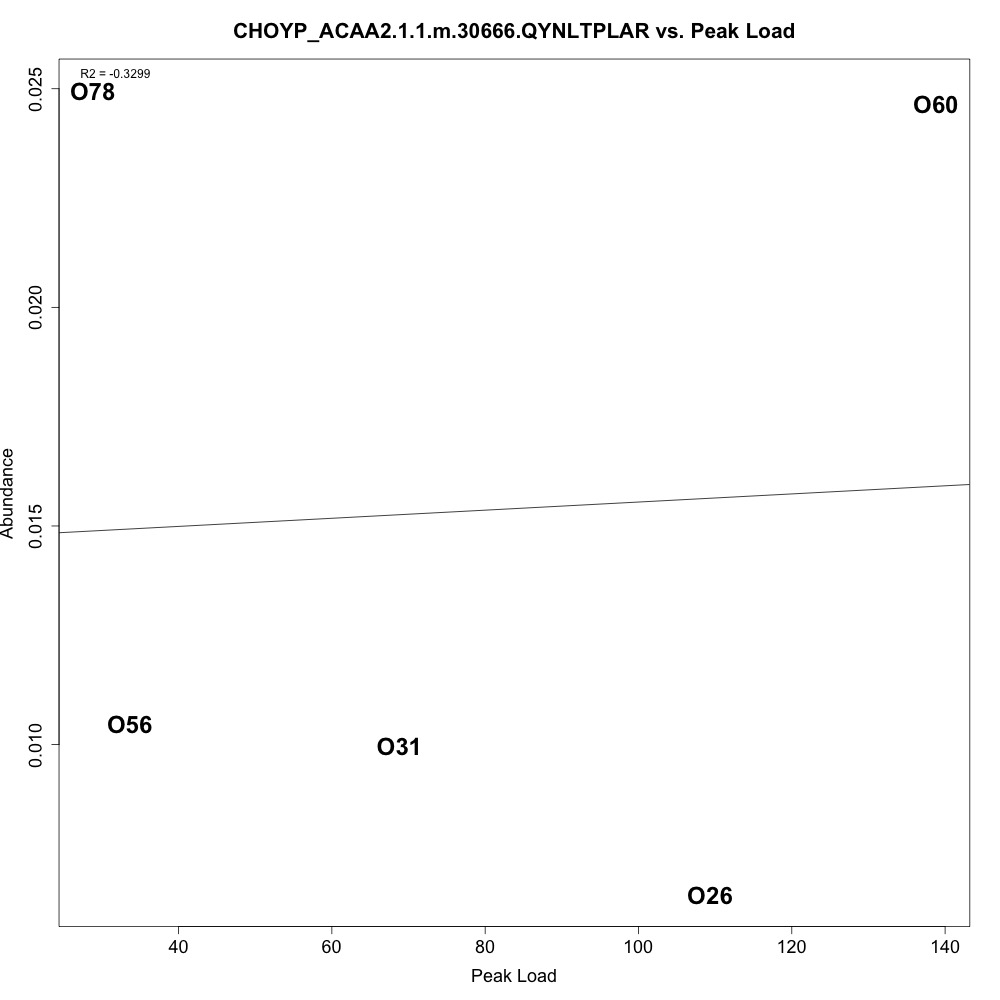 CHOYP_ACAA2.1.1.m.30666.QYNLTPLAR vs. Peak Load
R2 = -0.3299
O78
O60
O56
O31
O26
0.025
0.020
0.015
0.010
Abundance
40 60 80 100 120 140
Peak Load